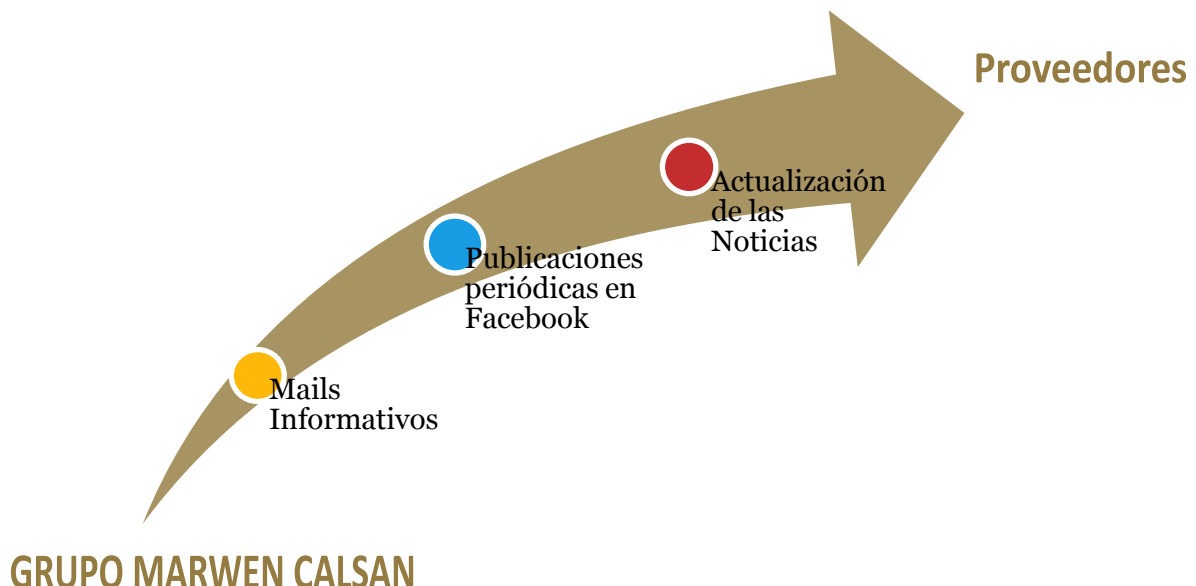 Proveedores
Actualización
de las
Noticias
Publicaciones
periódicas en
Facebook
Mails
Informativos
GRUPO MARWEN CALSAN